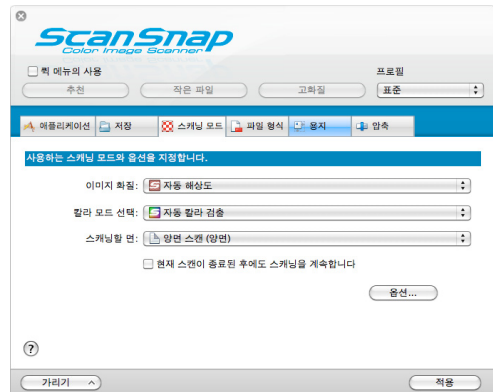 ScanSnap
Color Image Scanner
퀵 메뉴의 사용
프로필
추천 작은 파일 고화질 표준
애플리케이션 저장 스캐닝 모드 파일 형식 용지 압축
사용하는 스캐닝 모드와 옵션을 지정합니다.
이미지 화질: 자동 해상도
칼라 모드 선택: 자동 칼라 검출
스캐닝할 면: 양면 스캔 (양면)
현재 스캔이 종료된 후에도 스캐닝을 계속합니다
옵션...
?
가리기 적용